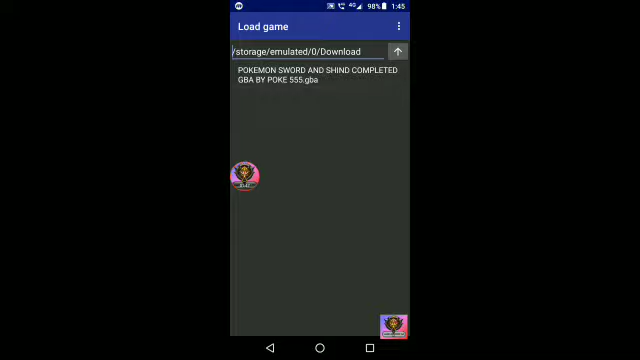 98% 1:45
Load game
/storage/emulated/0/Download
POKEMON SWORD AND SHIND COMPLETED
GBA BY POKE 555.gba